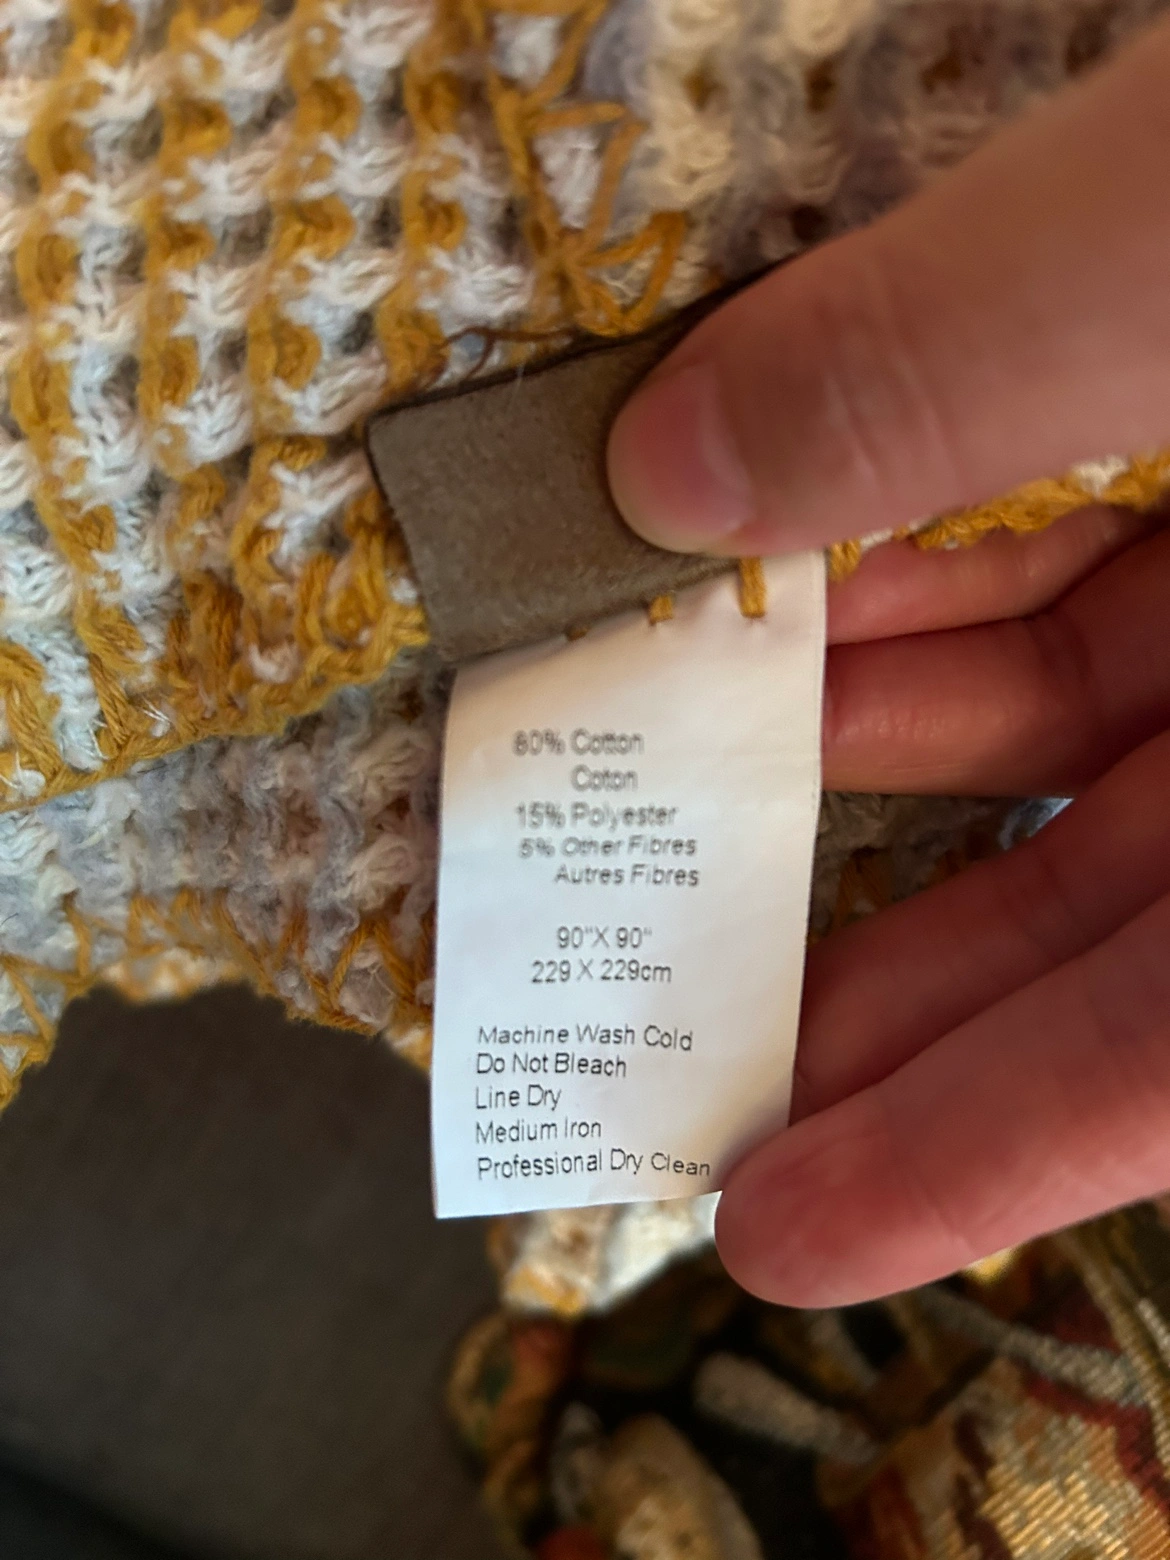 80% Cotton
Coton
15% Polyester
5% Other Fibres
Autres Fibres
90"X 90"
229 X 229cm
Machine Wash Cold
Do Not Bleach
Line Dry
Medium Iron
Professional Dry Clean